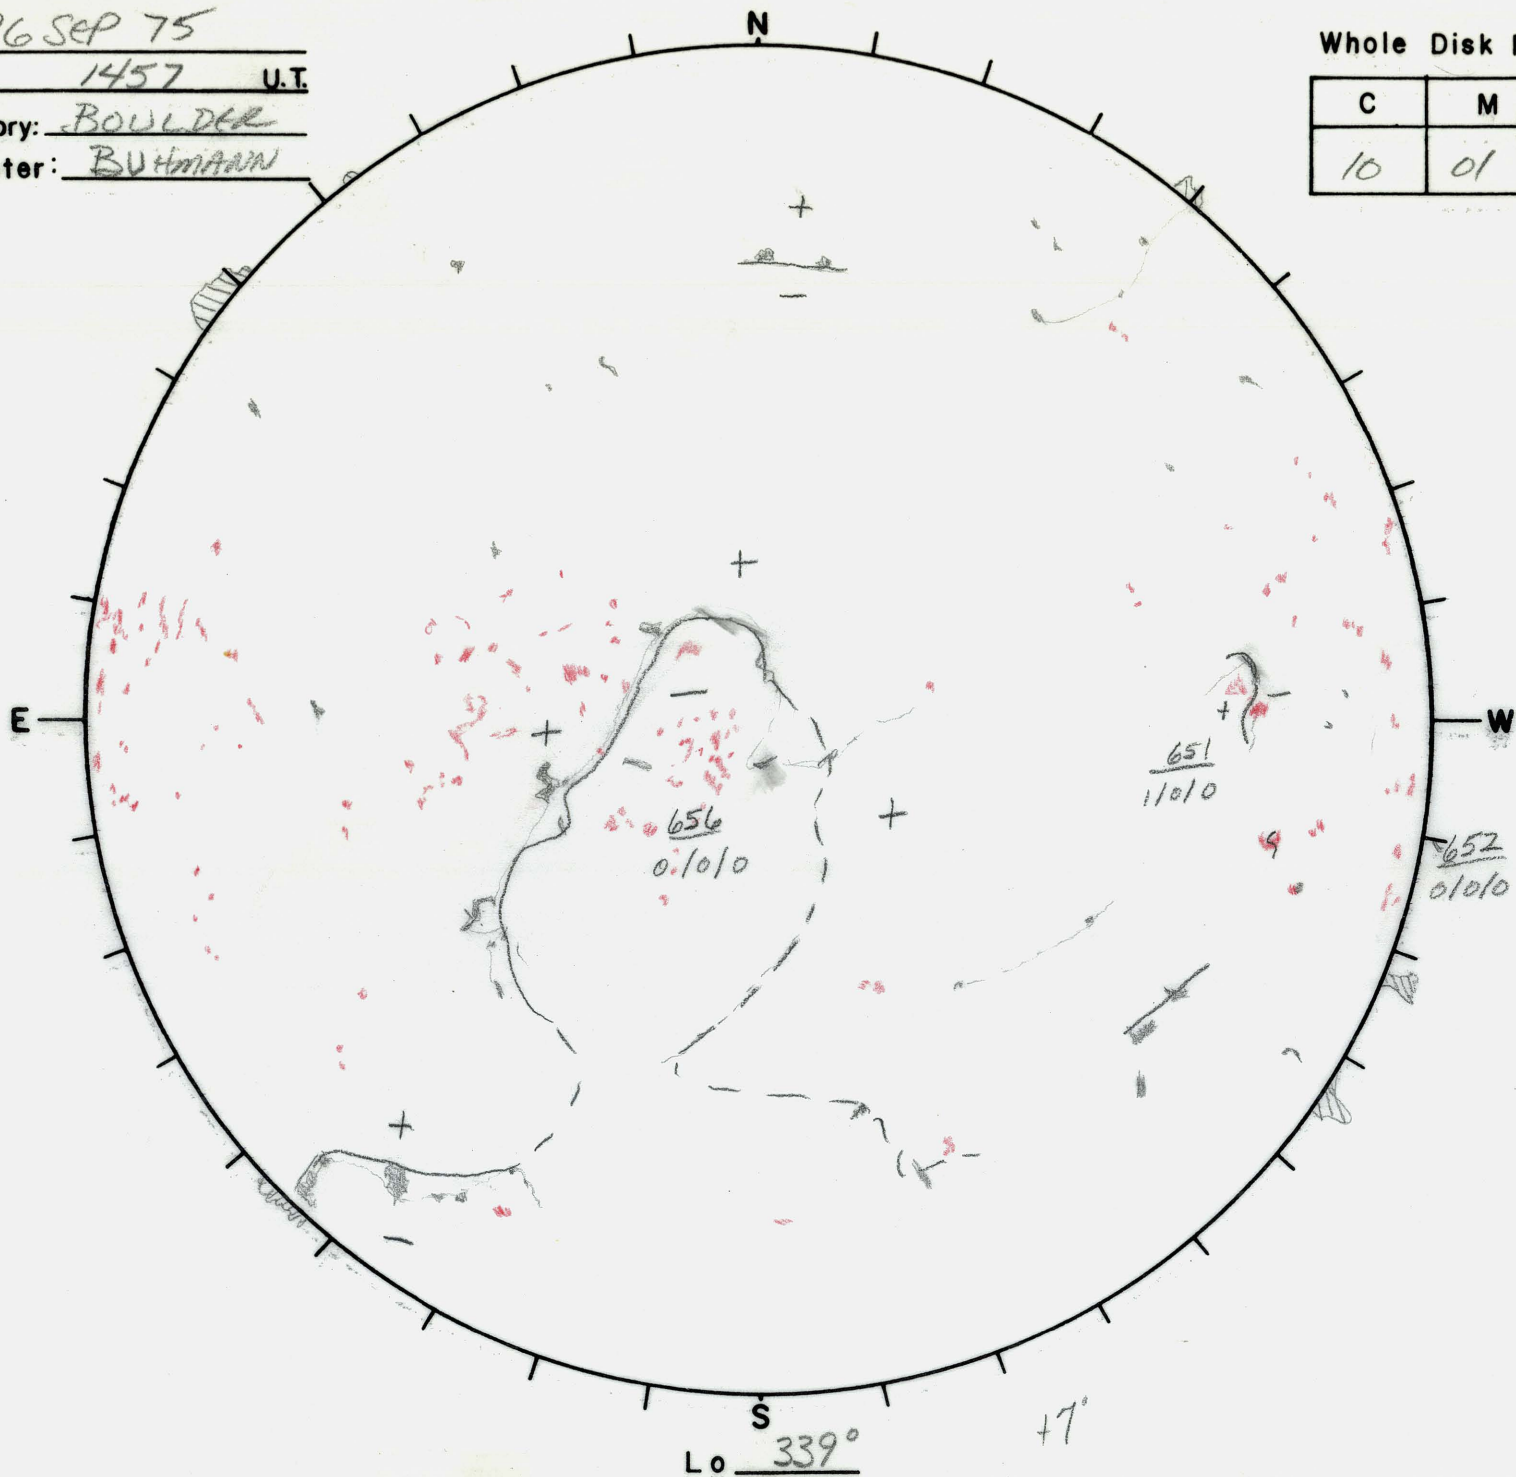 26 SEP 75
1457 U.T.
ory: BOULDER
ter: BUHMANN
N
Whole Disk
C M
10 01
+
—
+
E
—
W
+
—
—
+
651
1/0/0
+
656
0/0/0
652
0/0/0
+
—
S
+7°
Lo 339°